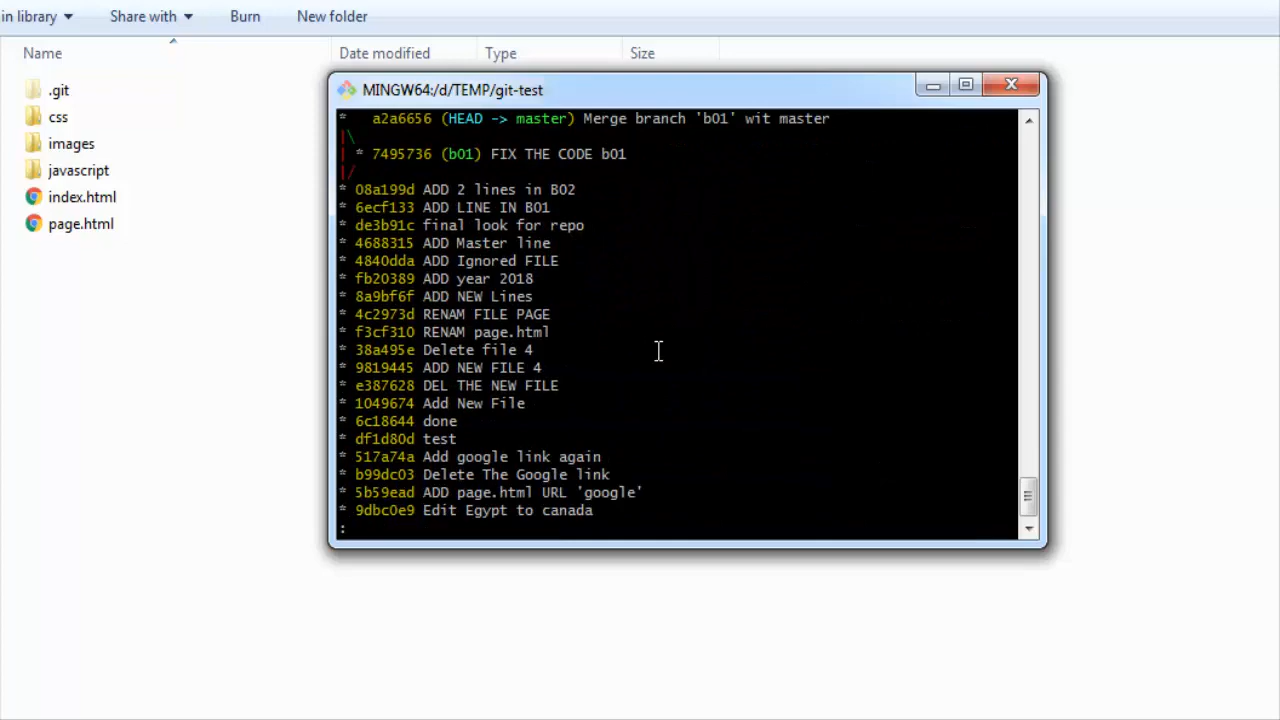 in library Share with Burn New folder
Name Date modified Type Size
.git
css
images
javascript
index.html
page.html
MINGW64:/d/TEMP/git-test
* a2a6656 (HEAD -> master) Merge branch 'b01' wit master
|\
| * 7495736 (b01) FIX THE CODE b01
|/
* 08a199d ADD 2 lines in B02
* 6ecf133 ADD LINE IN B01
* de3b91c final look for repo
* 4688315 ADD Master line
* 4840dda ADD Ignored FILE
* fb20389 ADD year 2018
* 8a9bf6f ADD NEW Lines
* 4c2973d RENAM FILE PAGE
* f3cf310 RENAM page.html
* 38a495e Delete file 4
* 9819445 ADD NEW FILE 4
* e387628 DEL THE NEW FILE
* 1049674 Add New File
* 6c18644 done
* df1d80d test
* 517a74a Add google link again
* b99dc03 Delete The Google link
* 5b59ead ADD page.html URL 'google'
* 9dbc0e9 Edit Egypt to canada
: